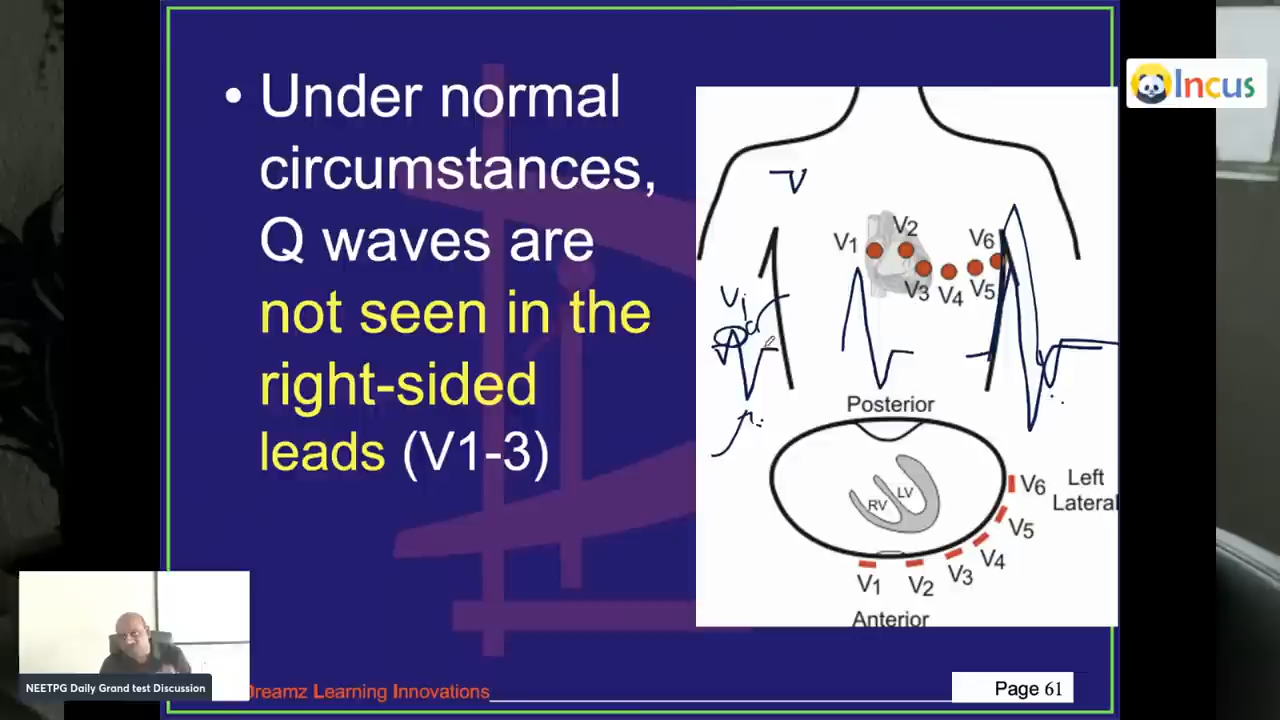 • Under normal
circumstances,
Q waves are
not seen in the
right-sided
leads (V1-3)
Incus
V1
V2
V6
V3 V4 V5
V1
Posterior
RV
LV
V6
Left
Lateral
V5
V4
V3
V1
V2
Anterior
NEETPG Daily Grand test Discussion
Dreamz Learning Innovations
Page 61